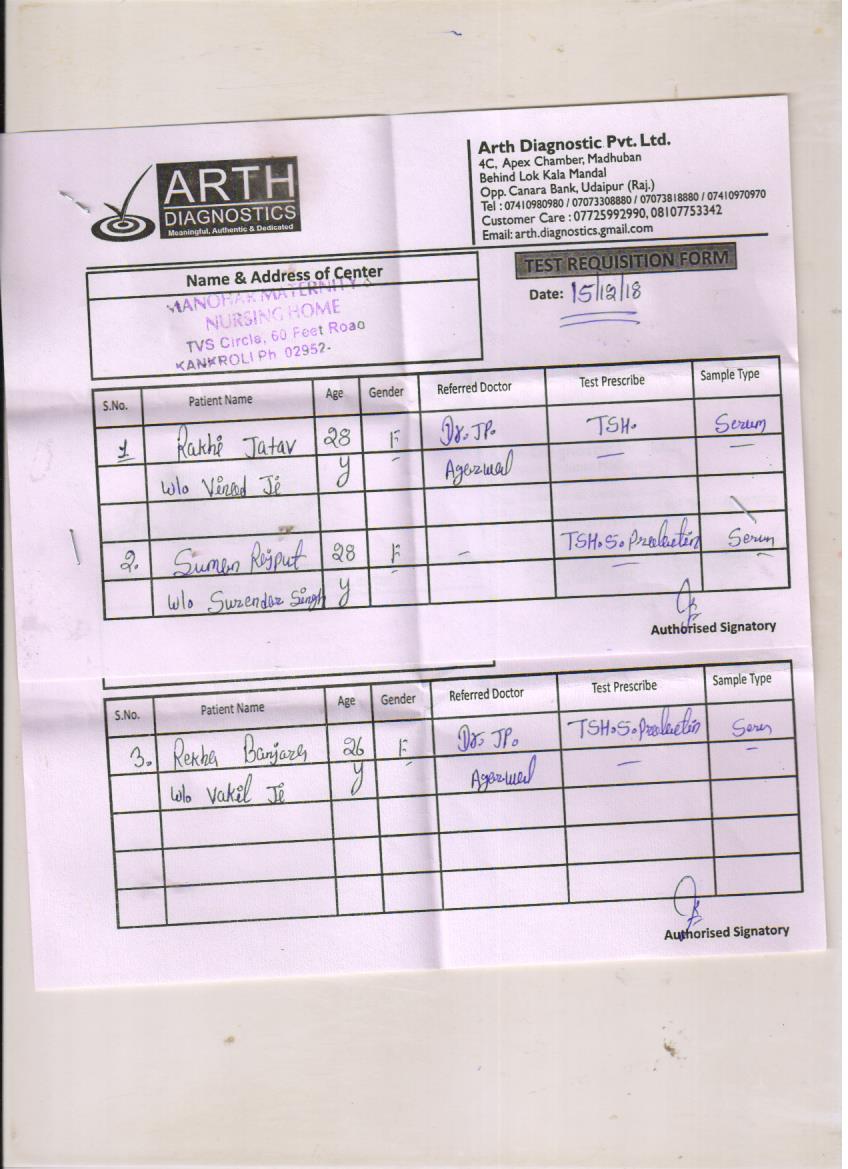 ARTH
DIAGNOSTICS
Meaningful, Authentic & Dedicated
Arth Diagnostic Pvt. Ltd.
4C, Apex Chamber, Madhuban
Behind Lok Kala Mandal
Opp. Canara Bank, Udaipur (Raj.)
Tel : 07410980980 / 07073308880 / 07073818880 / 07410970970
Customer Care : 07725992990, 08107753342
Email: arth.diagnostics.gmail.com
Name & Address of Center
MANOHAR MATERNITY &
NURSING HOME
TVS Circle, 60 Feet Road
KANKROLI Ph 02952-
TEST REQUISITION FORM
Date: 15/12/18
S.No. Patient Name Age Gender Referred Doctor Test Prescribe Sample Type
1 Rakhi Jatav 28 F Dr. JP. TSH. Serum
w/o Vinod Ji y Agarwal
2. Suman Rajput 28 F - TSH. S. Prolactin Serum
w/o Surendar Singh y
Authorised Signatory
S.No. Patient Name Age Gender Referred Doctor Test Prescribe Sample Type
3. Rekha Banjara 26 F Dr. JP. TSH. S. Prolactin Serum
w/o Vakil Ji y Agarwal
Authorised Signatory